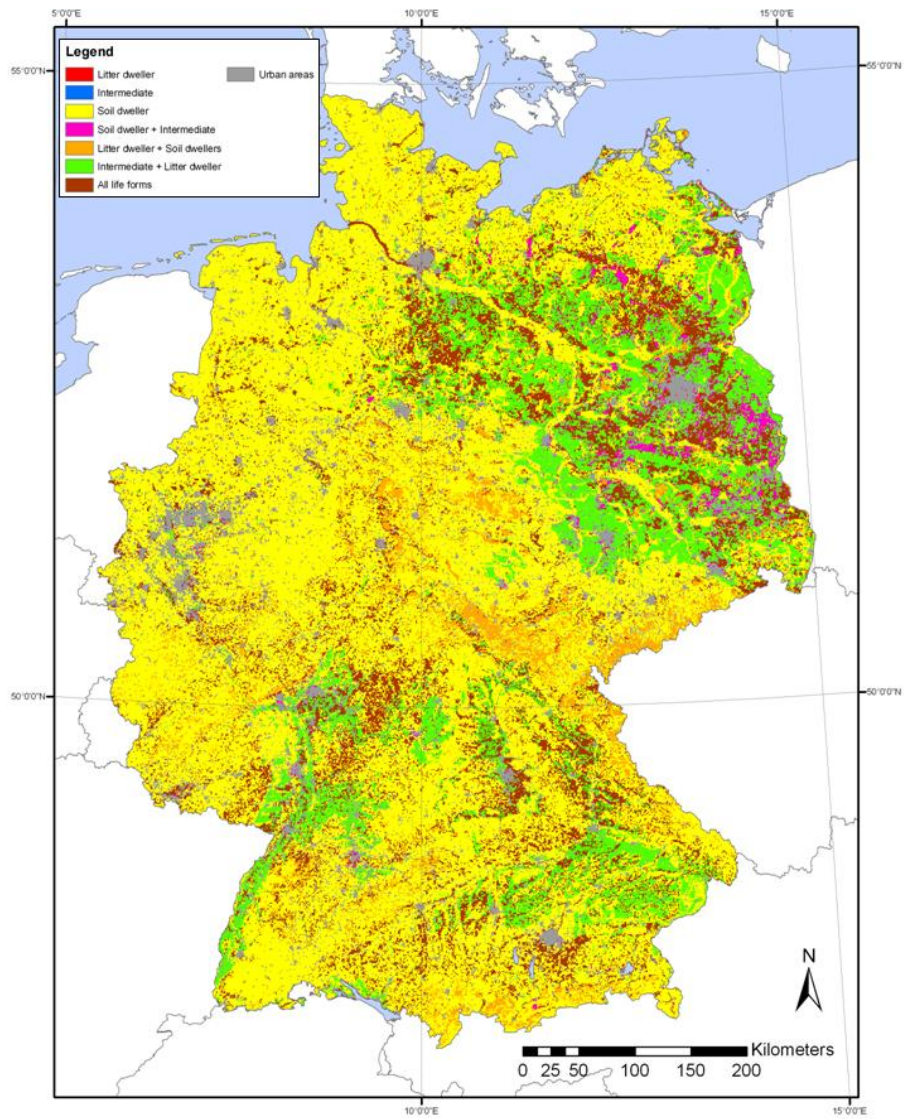 5°0'0"E 10°0'0"E 15°0'0"E
55°0'0"N 55°0'0"N
Legend
Litter dweller Urban areas
Intermediate
Soil dweller
Soil dweller + Intermediate
Litter dweller + Soil dwellers
Intermediate + Litter dweller
All life forms
50°0'0"N 50°0'0"N
N
Kilometers
0 25 50 100 150 200
10°0'0"E 15°0'0"E